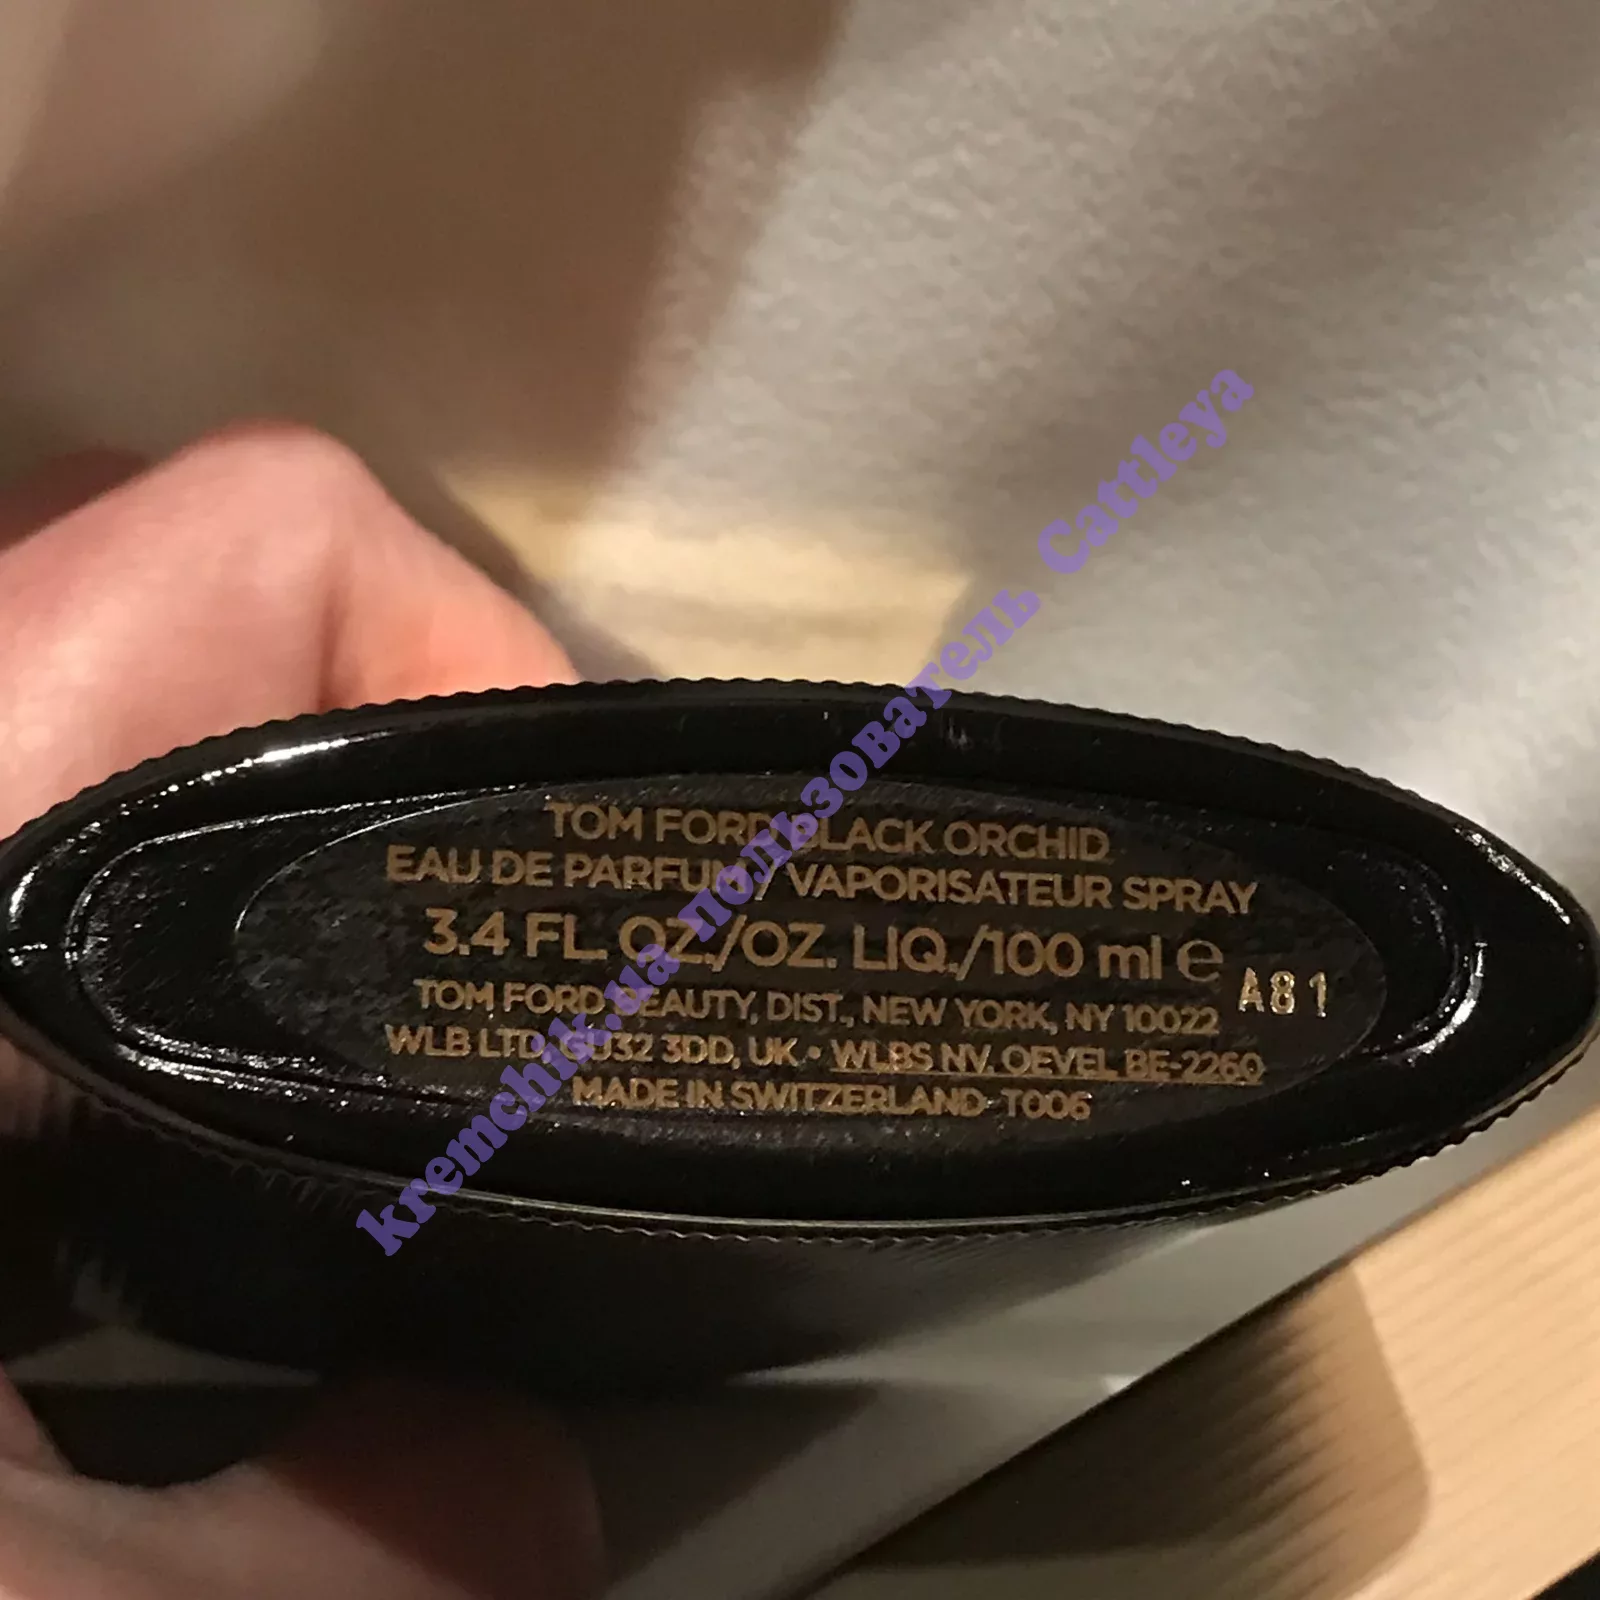 TOM FORD BLACK ORCHID
EAU DE PARFUM / VAPORISATEUR SPRAY
3.4 FL. OZ./OZ. LIQ./100 ml ℮
A81
TOM FORD BEAUTY, DIST., NEW YORK, NY 10022
WLB LTD, GU32 3DD, UK • WLBS NV. OEVEL BE-2260
MADE IN SWITZERLAND T006
kremchik.ua пользователь Cattleya